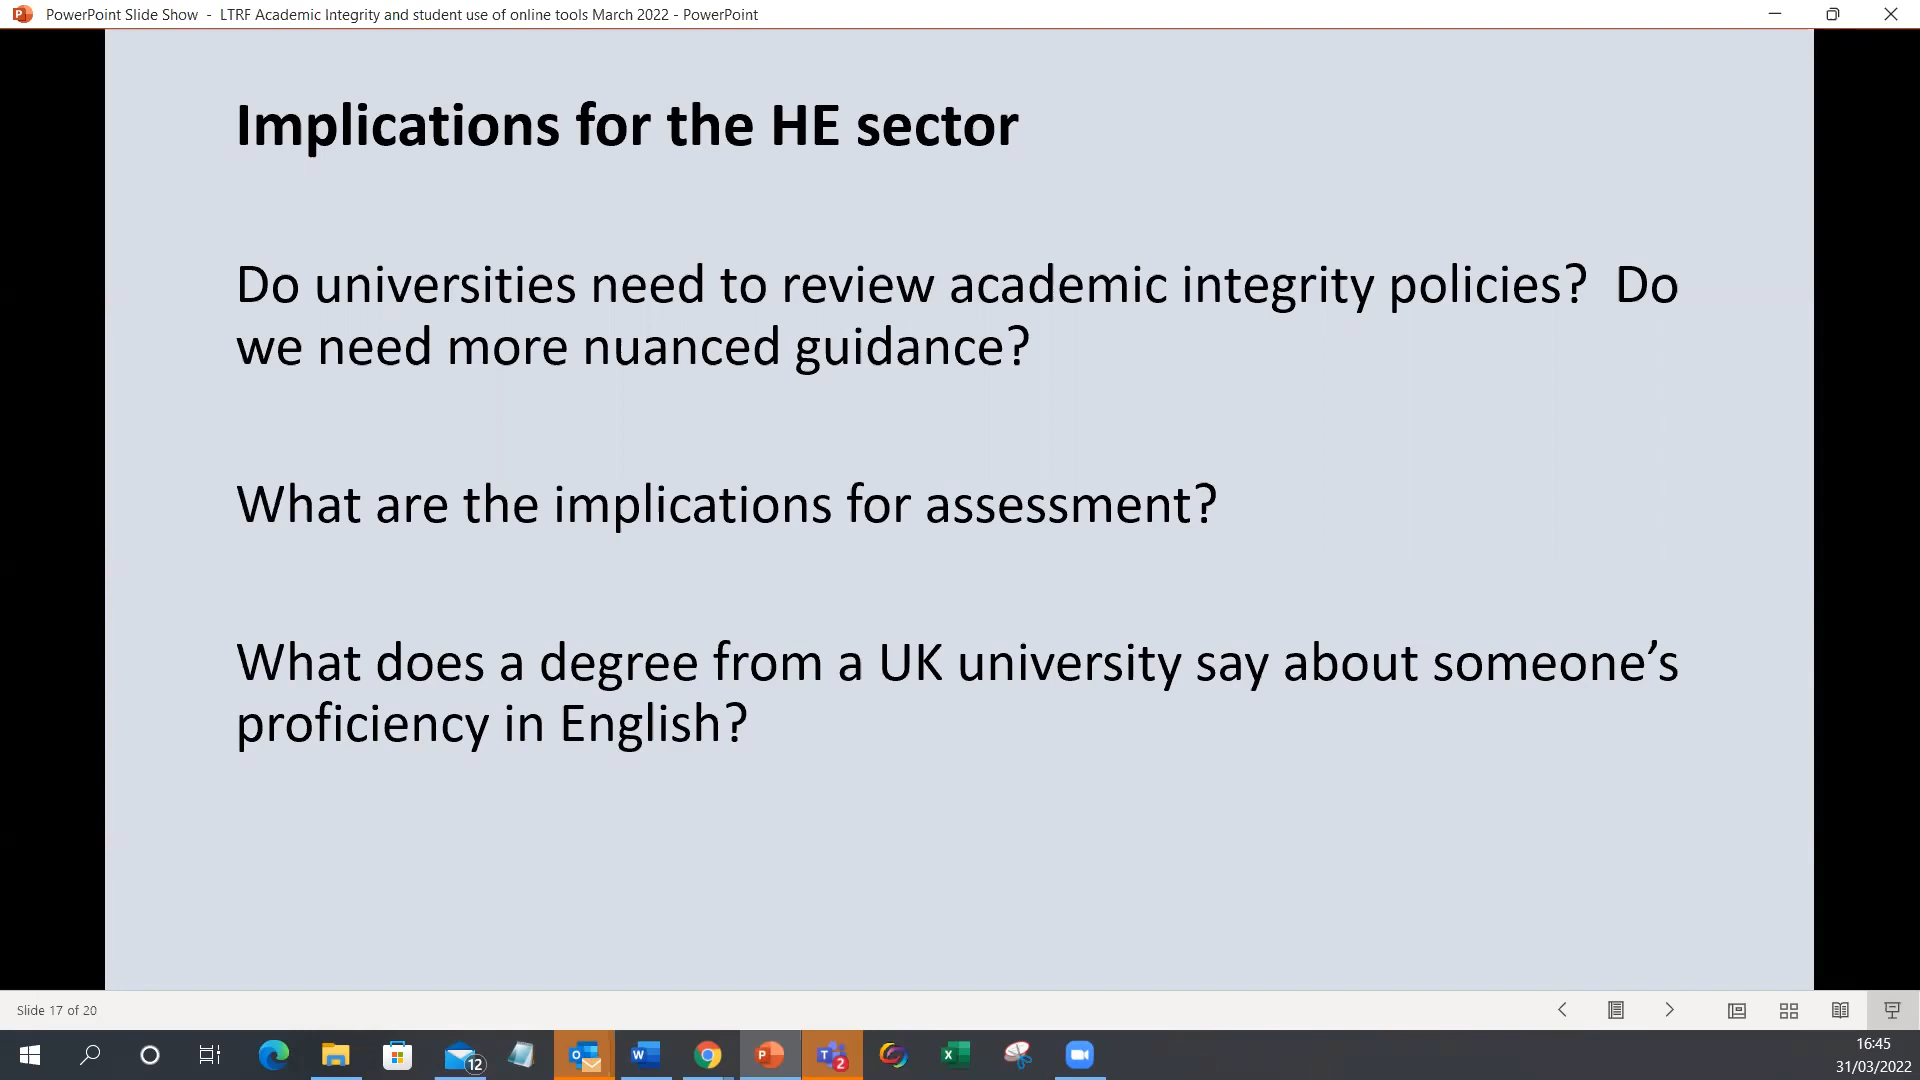 PowerPoint Slide Show - LTRF Academic Integrity and student use of online tools March 2022 - PowerPoint
Implications for the HE sector
Do universities need to review academic integrity policies?  Do
we need more nuanced guidance?
What are the implications for assessment?
What does a degree from a UK university say about someone’s
proficiency in English?
Slide 17 of 20
12
2
16:45
31/03/2022